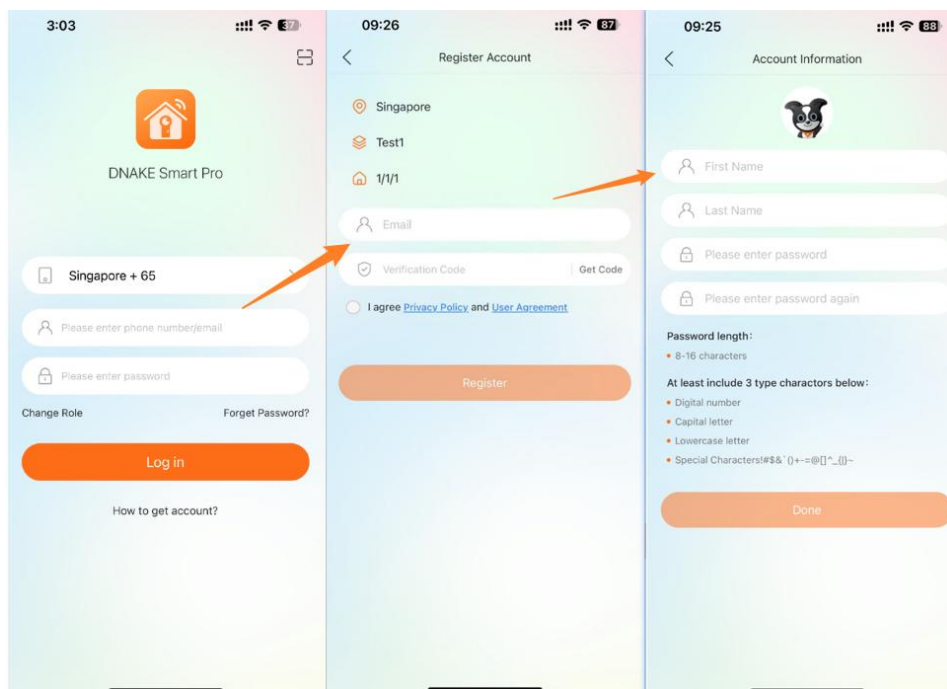 3:03
37
DNAKE Smart Pro
Singapore + 65
Please enter phone number/email
Please enter password
Change Role
Forget Password?
Log in
How to get account?
09:26
87
Register Account
Singapore
Test1
1/1/1
Email
Verification Code
Get Code
I agree Privacy Policy and User Agreement
Register
09:25
88
Account Information
First Name
Last Name
Please enter password
Please enter password again
Password length:
• 8-16 characters
At least include 3 type charactors below:
• Digital number
• Capital letter
• Lowercase letter
• Special Characters!#$&`()+-=@[]^_{|}~
Done